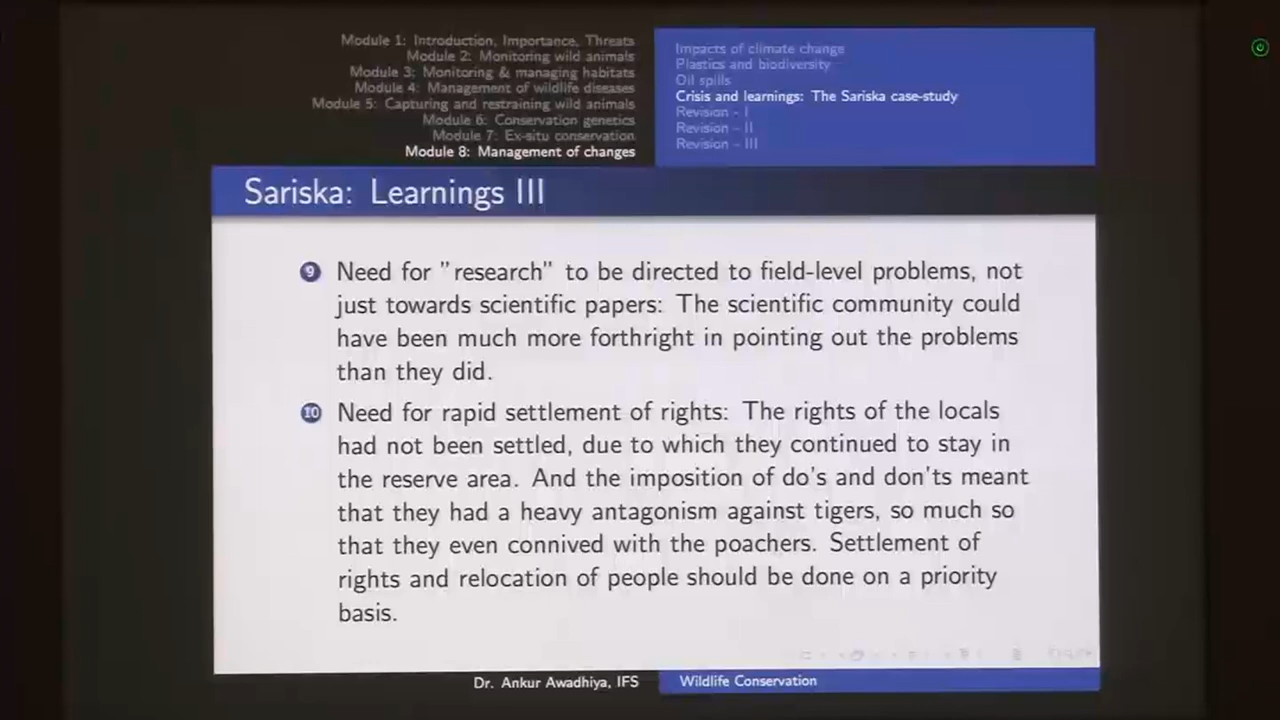 Module 1: Introduction, Importance, Threats
Module 2: Monitoring wild animals
Module 3: Monitoring & managing habitats
Module 4: Management of wildlife diseases
Module 5: Capturing and restraining wild animals
Module 6: Conservation genetics
Module 7: Ex-situ conservation
Module 8: Management of changes
Impacts of climate change
Plastics and biodiversity
Oil spills
Crisis and learnings: The Sariska case-study
Revision - I
Revision - II
Revision - III
Sariska: Learnings III
9 Need for "research" to be directed to field-level problems, not
just towards scientific papers: The scientific community could
have been much more forthright in pointing out the problems
than they did.
10 Need for rapid settlement of rights: The rights of the locals
had not been settled, due to which they continued to stay in
the reserve area. And the imposition of do's and don'ts meant
that they had a heavy antagonism against tigers, so much so
that they even connived with the poachers. Settlement of
rights and relocation of people should be done on a priority
basis.
Dr. Ankur Awadhiya, IFS
Wildlife Conservation